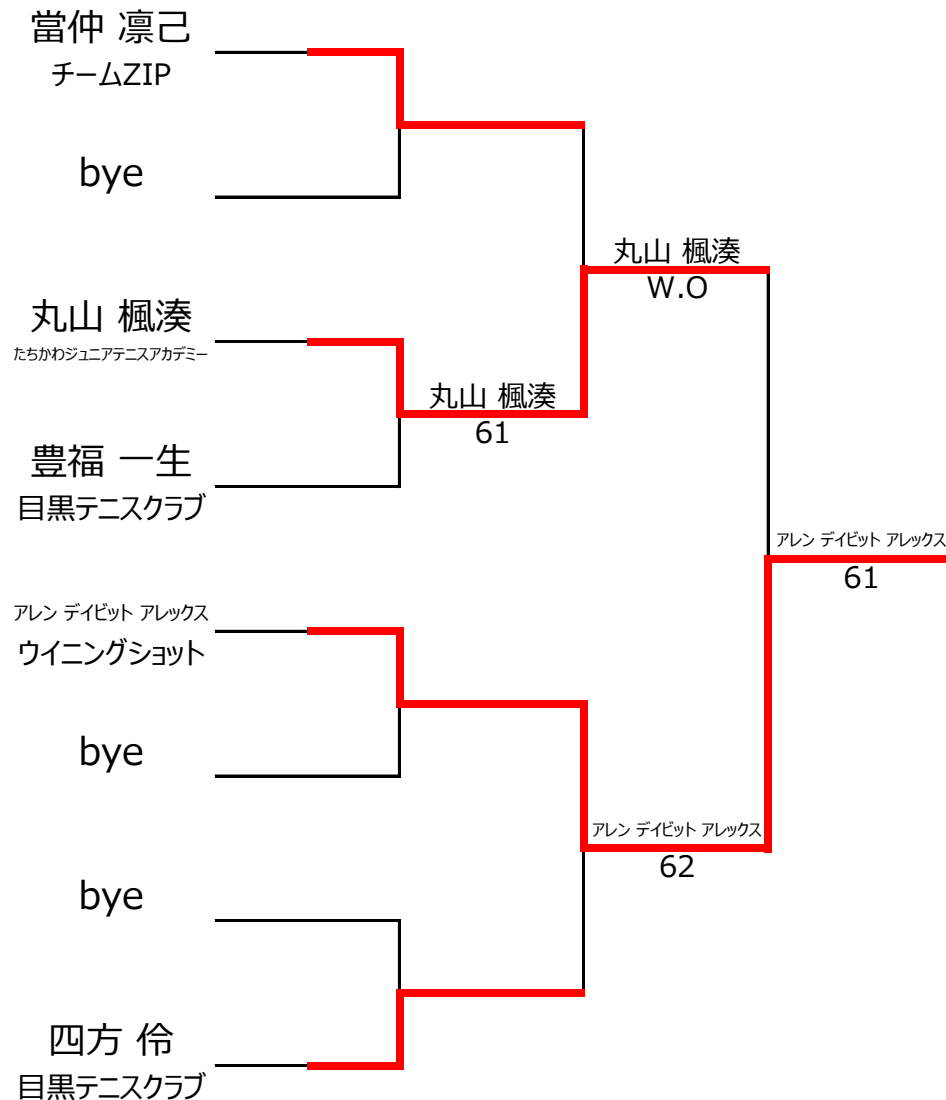 當仲 凛己
チームZIP
bye
丸山 楓湊
W.O
丸山 楓湊
たちかわジュニアテニスアカデミー
丸山 楓湊
61
豊福 一生
目黒テニスクラブ
アレン デイビット アレックス
61
アレン デイビット アレックス
ウイニングショット
bye
アレン デイビット アレックス
62
bye
四方 伶
目黒テニスクラブ